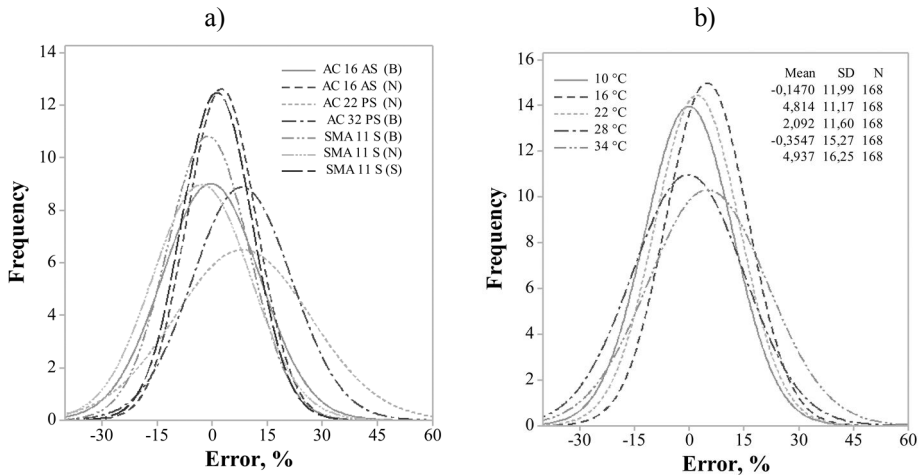 a)
14
12
10
8
6
4
2
0
-30
-15
0
15
30
45
60
Frequency
Error, %
AC 16 AS (B)
AC 16 AS (N)
AC 22 PS (N)
AC 32 PS (B)
SMA 11 S (B)
SMA 11 S (N)
SMA 11 S (S)
b)
16
14
12
10
8
6
4
2
0
-30
-15
0
15
30
45
60
Frequency
Error, %
10 °C
16 °C
22 °C
28 °C
34 °C
Mean SD N
-0,1470 11,99 168
4,814 11,17 168
2,092 11,60 168
-0,3547 15,27 168
4,937 16,25 168